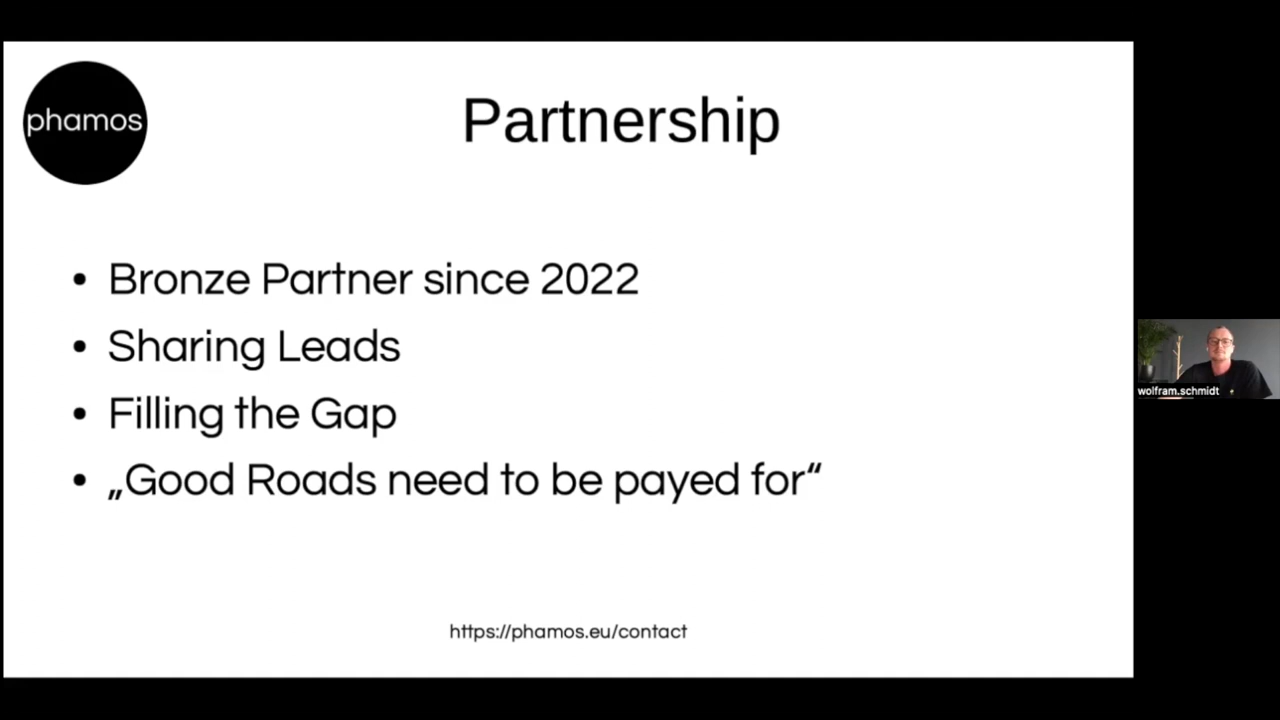 phamos
Partnership
• Bronze Partner since 2022
• Sharing Leads
• Filling the Gap
• „Good Roads need to be payed for“
https://phamos.eu/contact
wolfram.schmidt